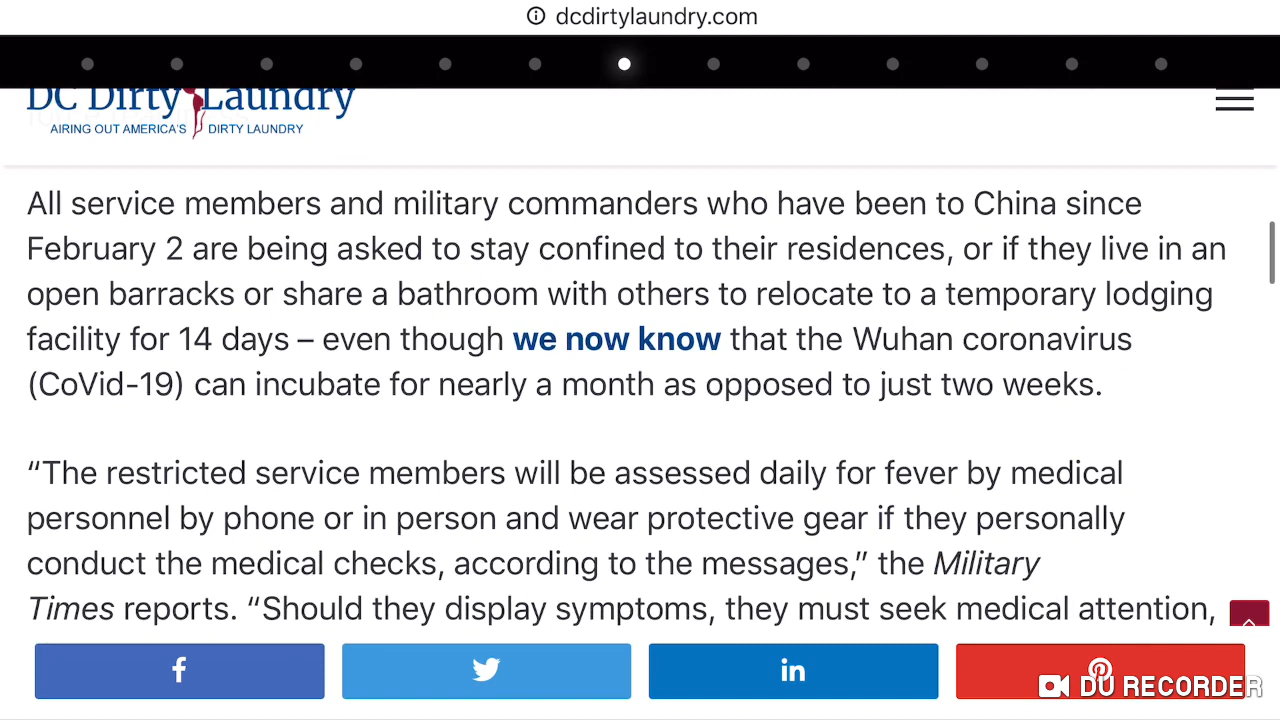 dcdirtylaundry.com
DC Dirty Laundry
AIRING OUT AMERICA'S DIRTY LAUNDRY
All service members and military commanders who have been to China since
February 2 are being asked to stay confined to their residences, or if they live in an
open barracks or share a bathroom with others to relocate to a temporary lodging
facility for 14 days – even though we now know that the Wuhan coronavirus
(CoVid-19) can incubate for nearly a month as opposed to just two weeks.
“The restricted service members will be assessed daily for fever by medical
personnel by phone or in person and wear protective gear if they personally
conduct the medical checks, according to the messages,” the Military
Times reports. “Should they display symptoms, they must seek medical attention,
DU RECORDER